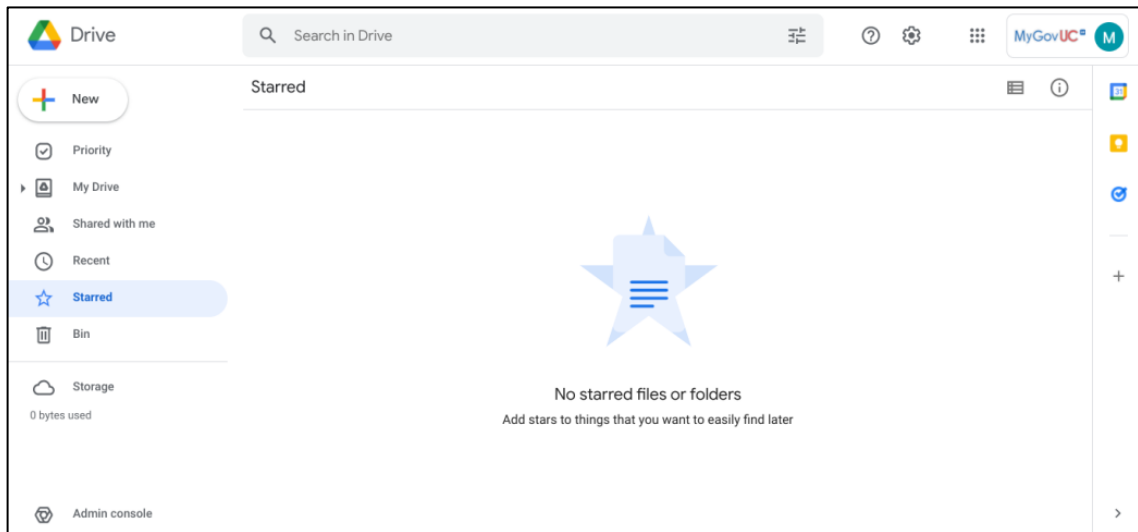 Drive
Search in Drive
MyGovUC
M
New
Starred
Priority
My Drive
Shared with me
Recent
Starred
Bin
Storage
0 bytes used
No starred files or folders
Add stars to things that you want to easily find later
Admin console
31